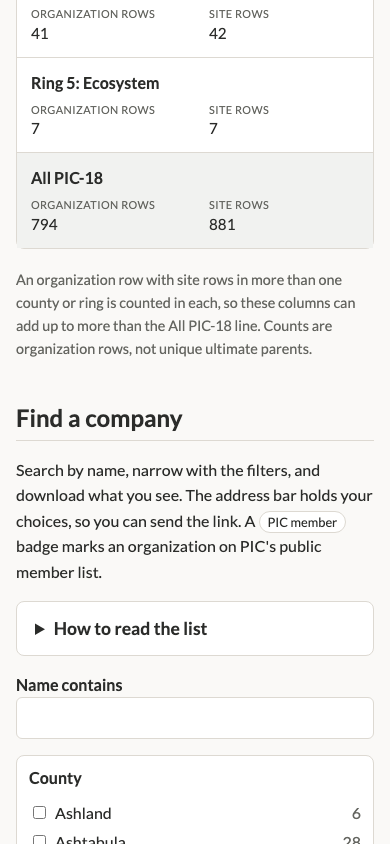 ORGANIZATION ROWS SITE ROWS
41 42
Ring 5: Ecosystem
ORGANIZATION ROWS SITE ROWS
7 7
All PIC-18
ORGANIZATION ROWS SITE ROWS
794 881
An organization row with site rows in more than one
county or ring is counted in each, so these columns can
add up to more than the All PIC-18 line. Counts are
organization rows, not unique ultimate parents.
Find a company
Search by name, narrow with the filters, and
download what you see. The address bar holds your
choices, so you can send the link. A PIC member
badge marks an organization on PIC's public
member list.
How to read the list
Name contains
County
Ashland 6
Ashtabula 28